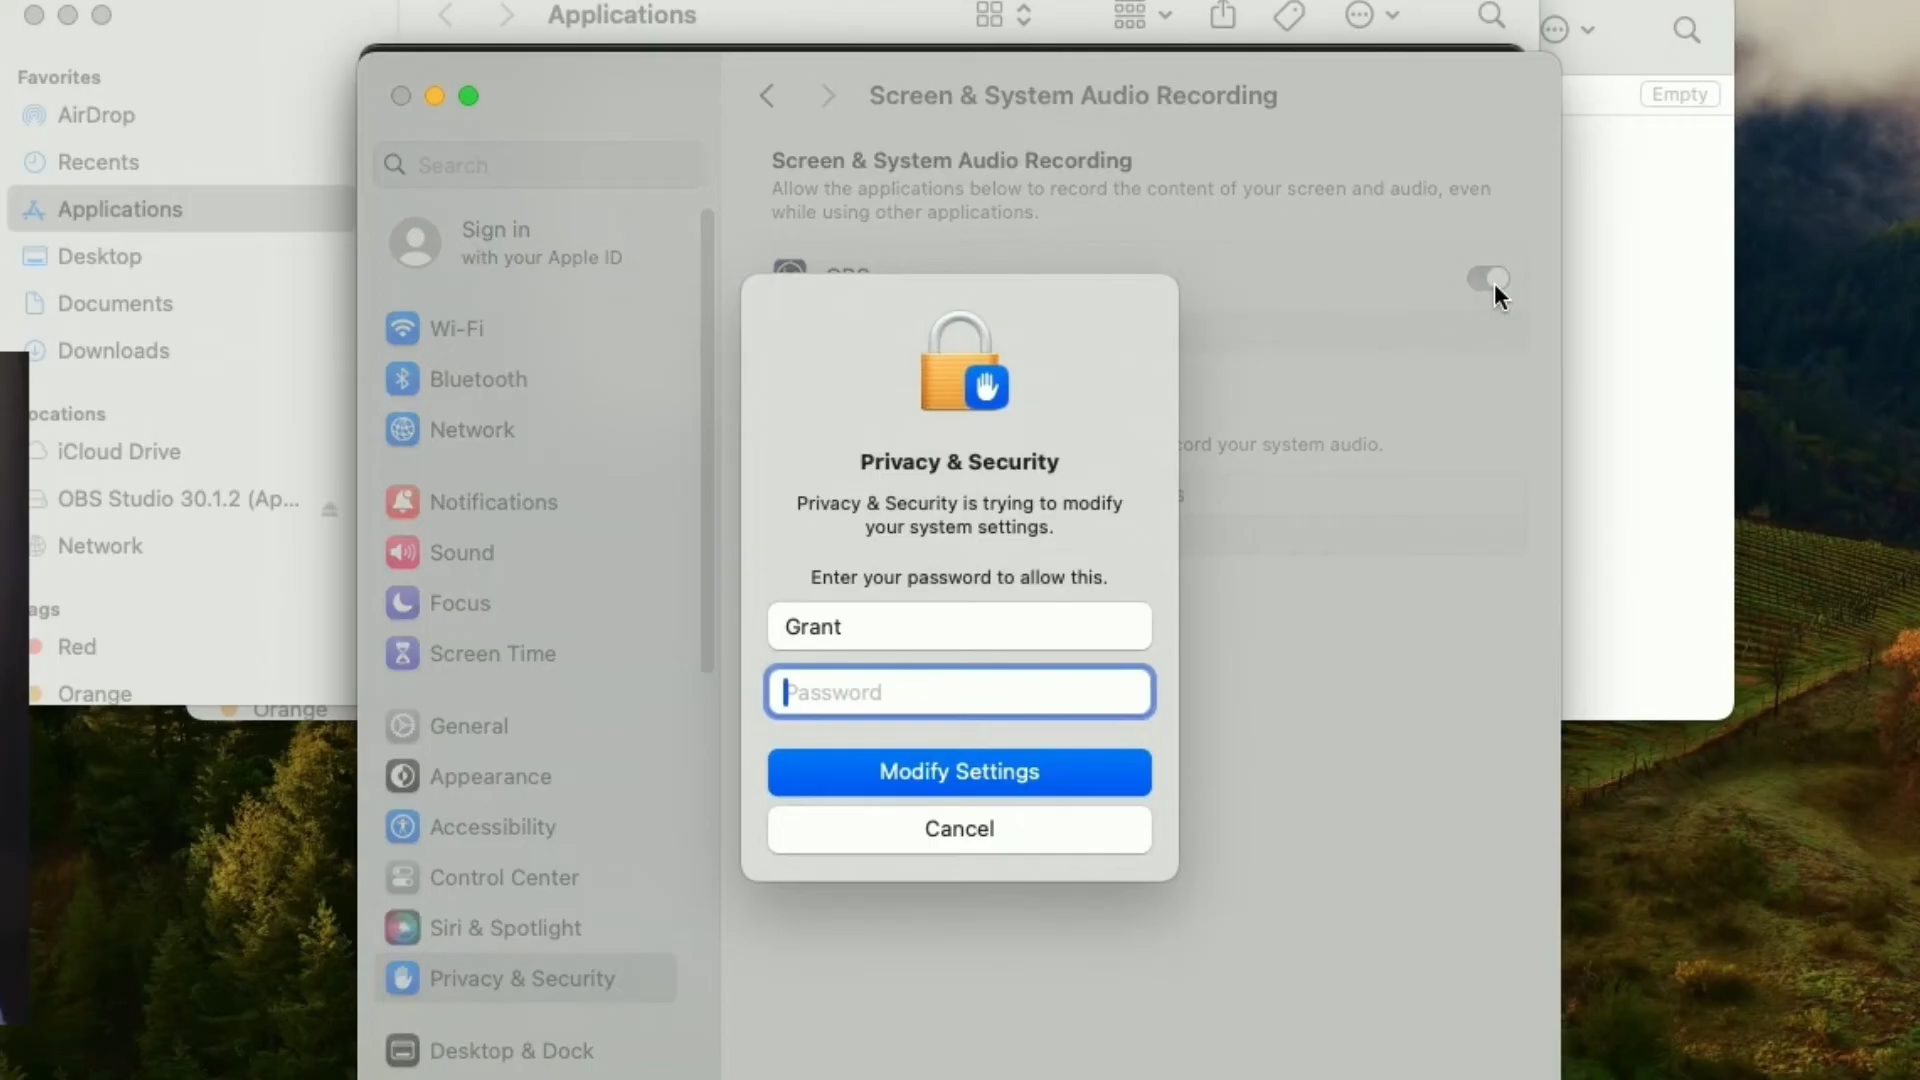 Applications
Favorites
AirDrop
Recents
Applications
Desktop
Documents
Downloads
ocations
iCloud Drive
OBS Studio 30.1.2 (Ap...
Network
ags
Red
Orange
Orange
Empty
Search
Sign in
with your Apple ID
Wi-Fi
Bluetooth
Network
Notifications
Sound
Focus
Screen Time
General
Appearance
Accessibility
Control Center
Siri & Spotlight
Privacy & Security
Desktop & Dock
Screen & System Audio Recording
Screen & System Audio Recording
Allow the applications below to record the content of your screen and audio, even
while using other applications.
OBS
cord your system audio.
s
Privacy & Security
Privacy & Security is trying to modify
your system settings.
Enter your password to allow this.
Grant
Password
Modify Settings
Cancel